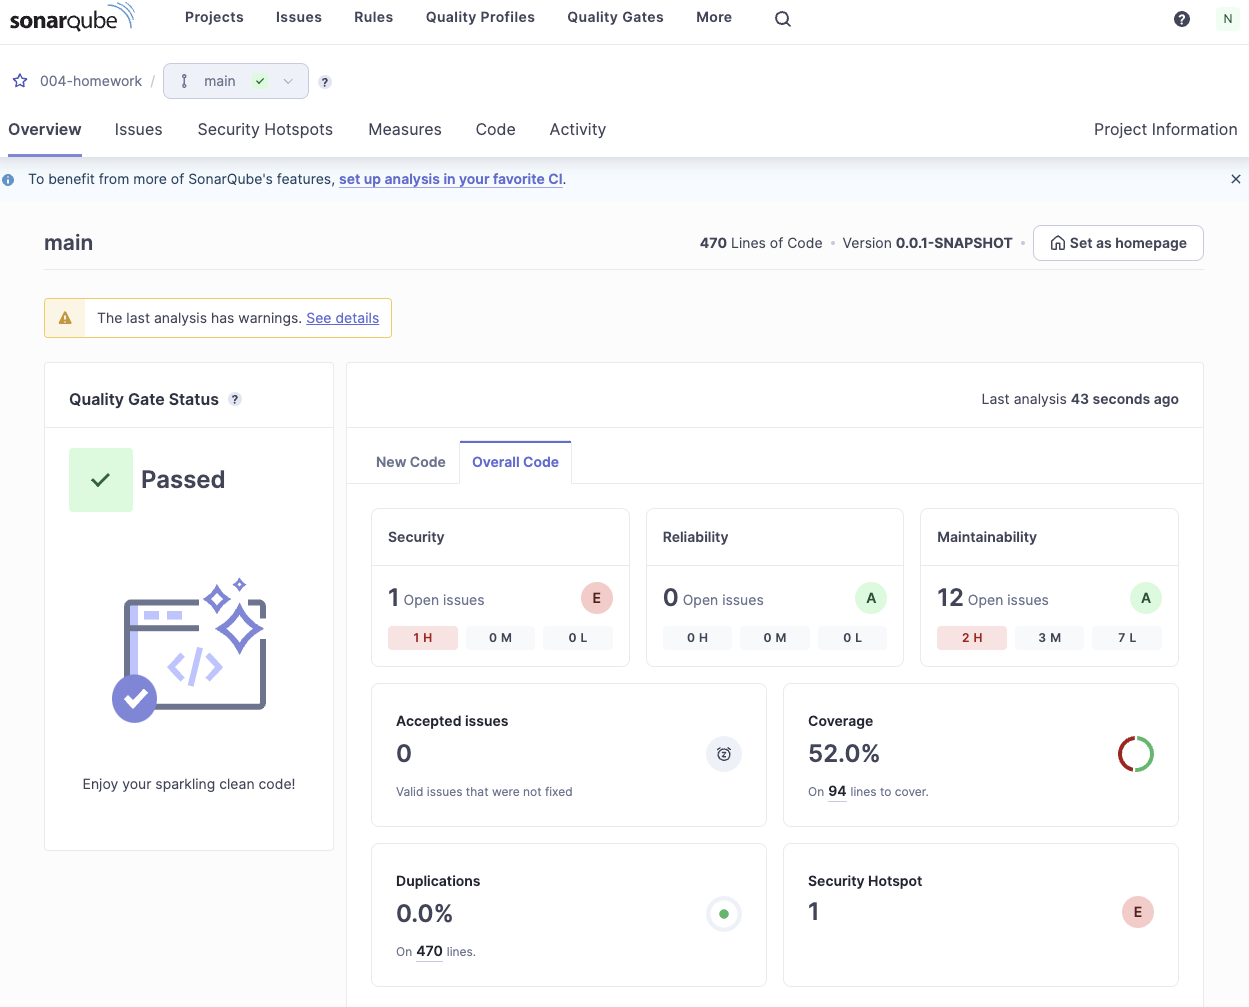 sonarqube Projects Issues Rules Quality Profiles Quality Gates More ? N
004-homework / main ?
Overview Issues Security Hotspots Measures Code Activity Project Information
To benefit from more of SonarQube's features, set up analysis in your favorite CI.
main 470 Lines of Code • Version 0.0.1-SNAPSHOT • Set as homepage
The last analysis has warnings. See details
Quality Gate Status ?
Passed
Enjoy your sparkling clean code!
Last analysis 43 seconds ago
New Code Overall Code
Security
1 Open issues E
1 H 0 M 0 L
Reliability
0 Open issues A
0 H 0 M 0 L
Maintainability
12 Open issues A
2 H 3 M 7 L
Accepted issues
0
Valid issues that were not fixed
Coverage
52.0%
On 94 lines to cover.
Duplications
0.0%
On 470 lines.
Security Hotspot
1 E